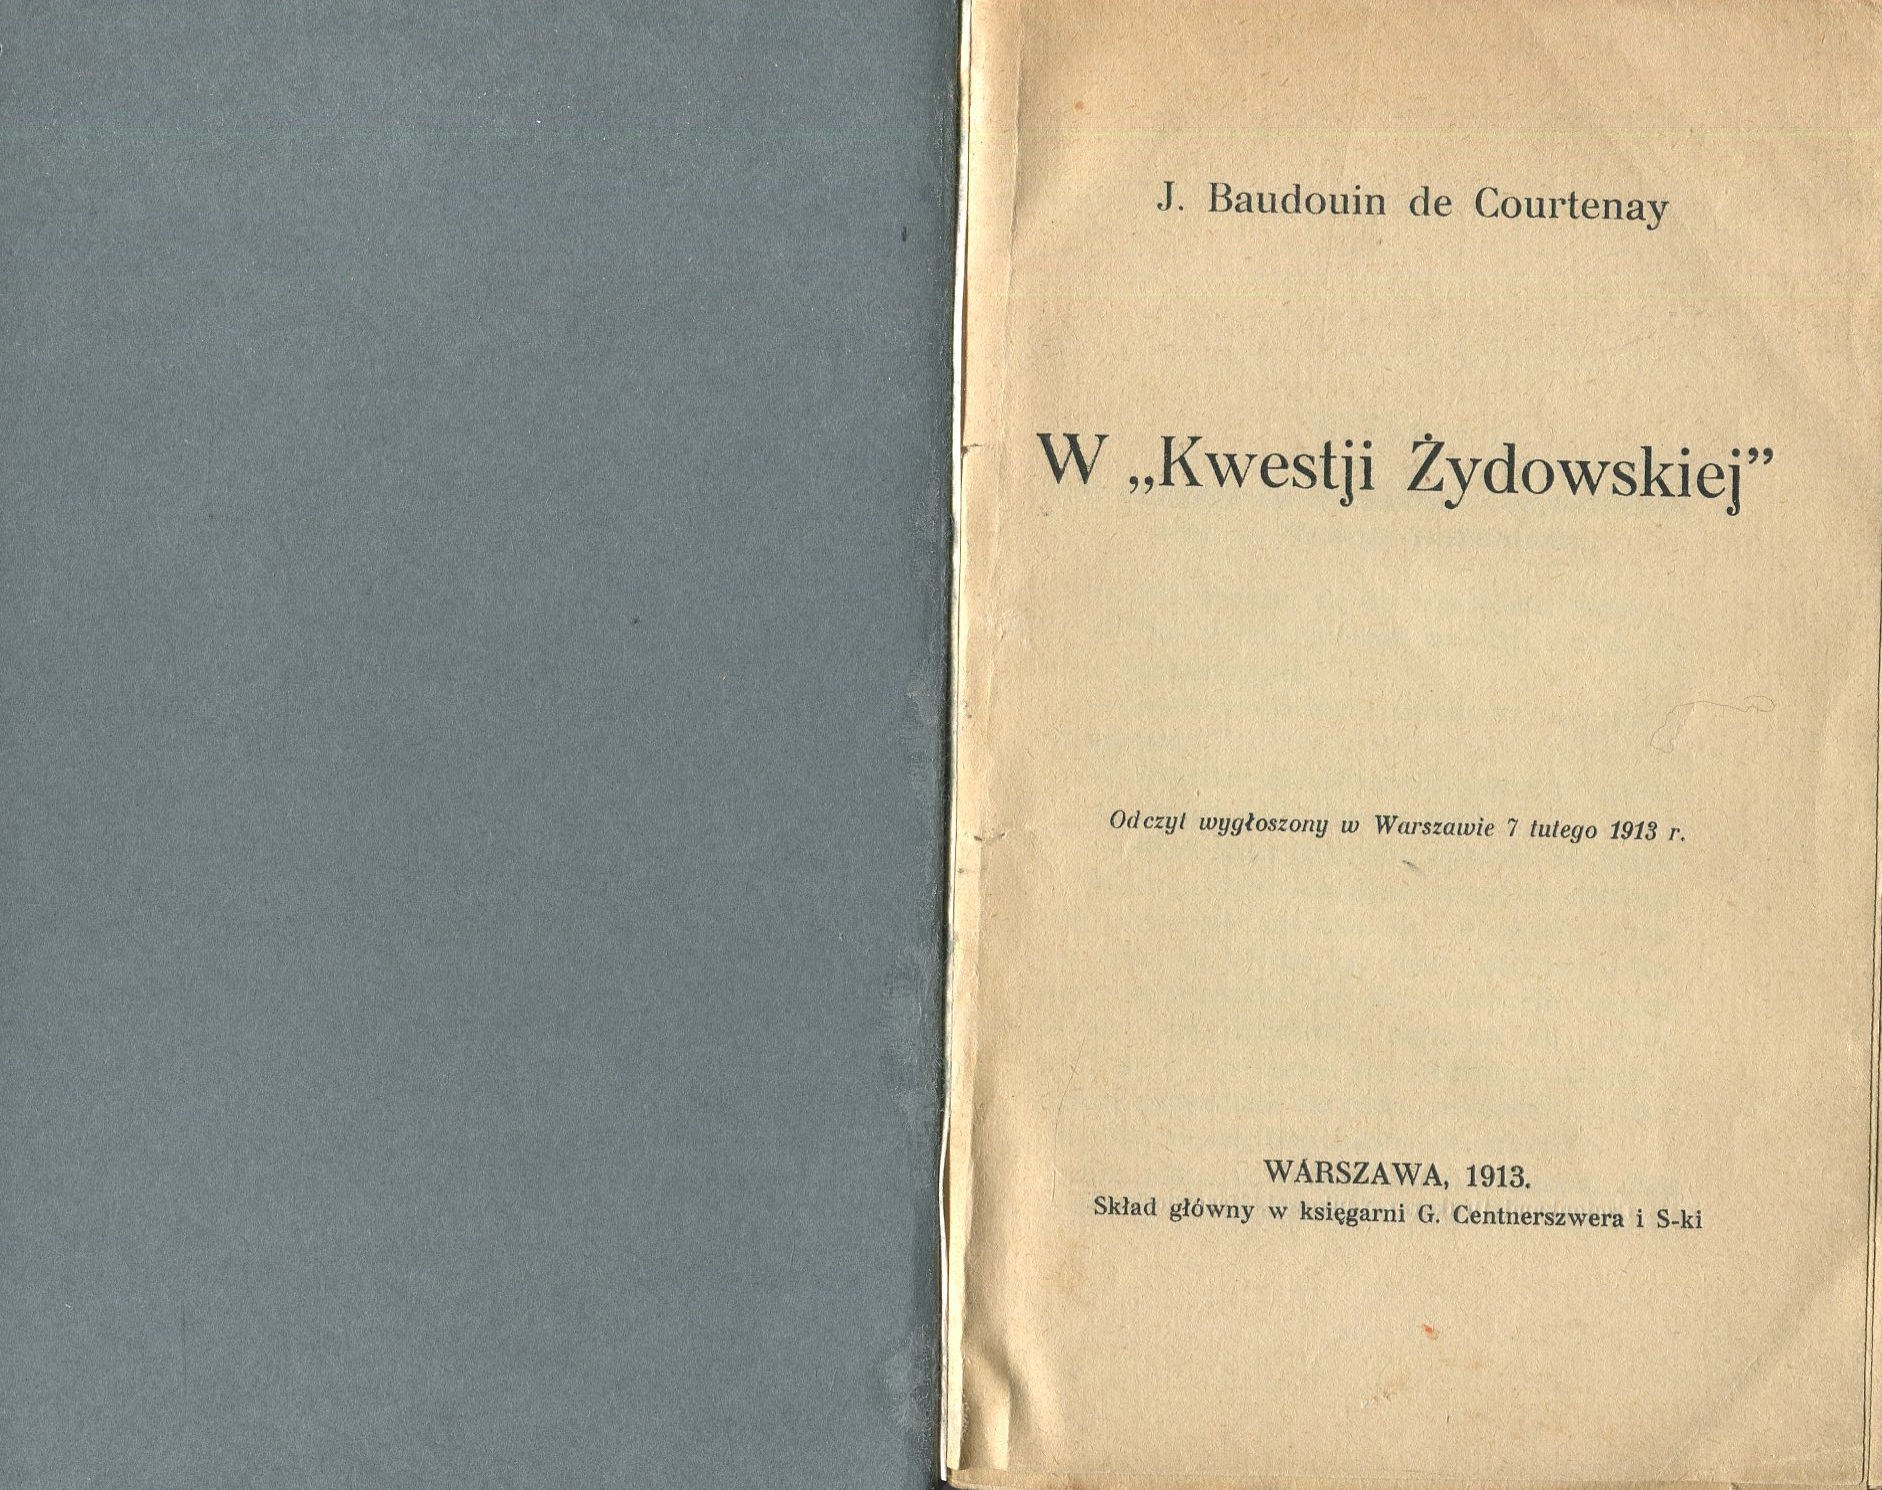 J. Baudouin de Courtenay
W „Kwestji Żydowskiej”
Odczyt wygłoszony w Warszawie 7 lutego 1913 r.
WARSZAWA, 1913.
Skład główny w księgarni G. Centnerszwera i S-ki